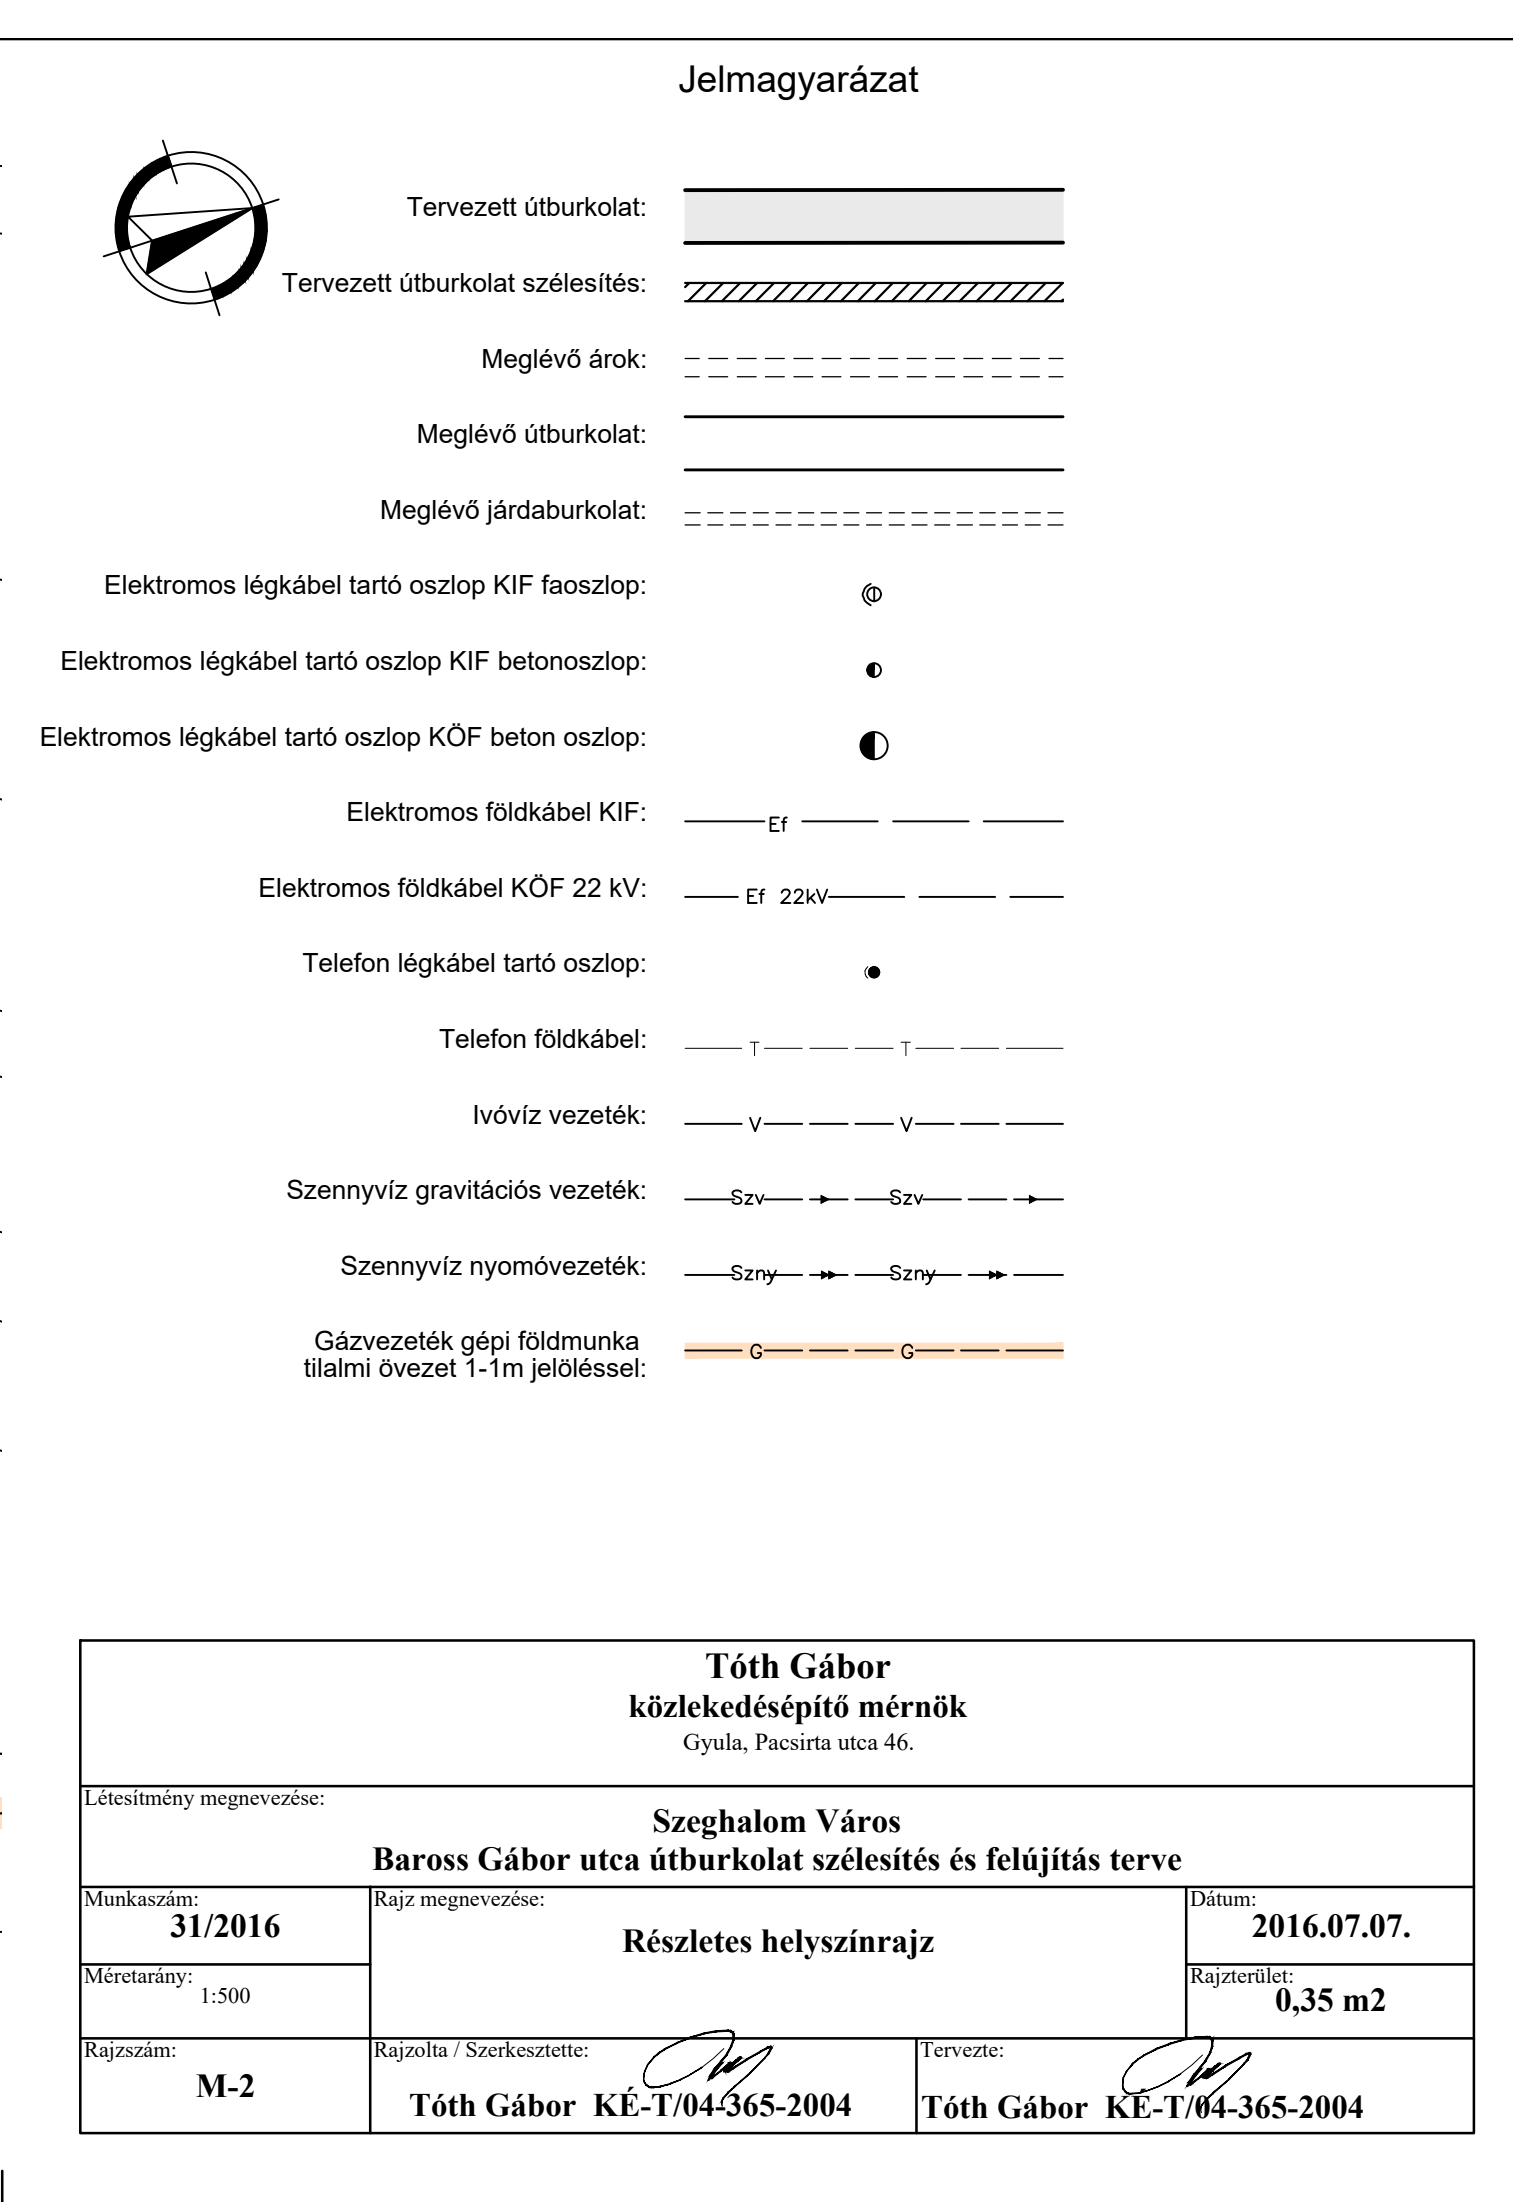 Jelmagyarázat
Tervezett útburkolat:
Tervezett útburkolat szélesítés:
Meglévő árok:
Meglévő útburkolat:
Meglévő járdaburkolat:
Elektromos légkábel tartó oszlop KIF faoszlop:
Elektromos légkábel tartó oszlop KIF betonoszlop:
Elektromos légkábel tartó oszlop KÖF beton oszlop:
Elektromos földkábel KIF: Ef
Elektromos földkábel KÖF 22 kV: Ef 22kV
Telefon légkábel tartó oszlop:
Telefon földkábel: T T
Ivóvíz vezeték: V V
Szennyvíz gravitációs vezeték: Szv Szv
Szennyvíz nyomóvezeték: Szny Szny
Gázvezeték gépi földmunka
tilalmi övezet 1-1m jelöléssel: G G
Tóth Gábor
közlekedésépítő mérnök
Gyula, Pacsirta utca 46.
Létesítmény megnevezése:
Szeghalom Város
Baross Gábor utca útburkolat szélesítés és felújítás terve
Munkaszám:
31/2016
Rajz megnevezése:
Részletes helyszínrajz
Dátum:
2016.07.07.
Méretarány:
1:500
Rajzterület:
0,35 m2
Rajzszám:
M-2
Rajzolta / Szerkesztette:
Tóth Gábor KÉ-T/04-365-2004
Tervezte:
Tóth Gábor KÉ-T/04-365-2004